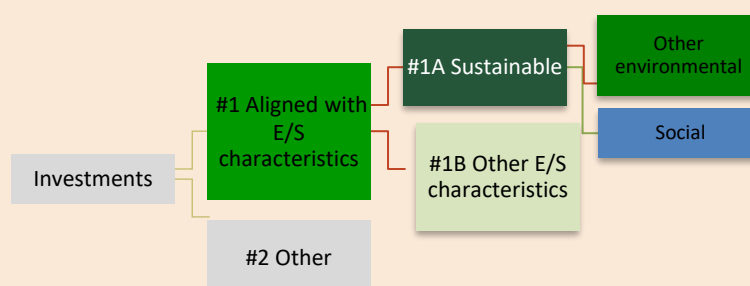 Investments
#1 Aligned with
E/S
characteristics
#2 Other
#1A Sustainable
#1B Other E/S
characteristics
Other
environmental
Social